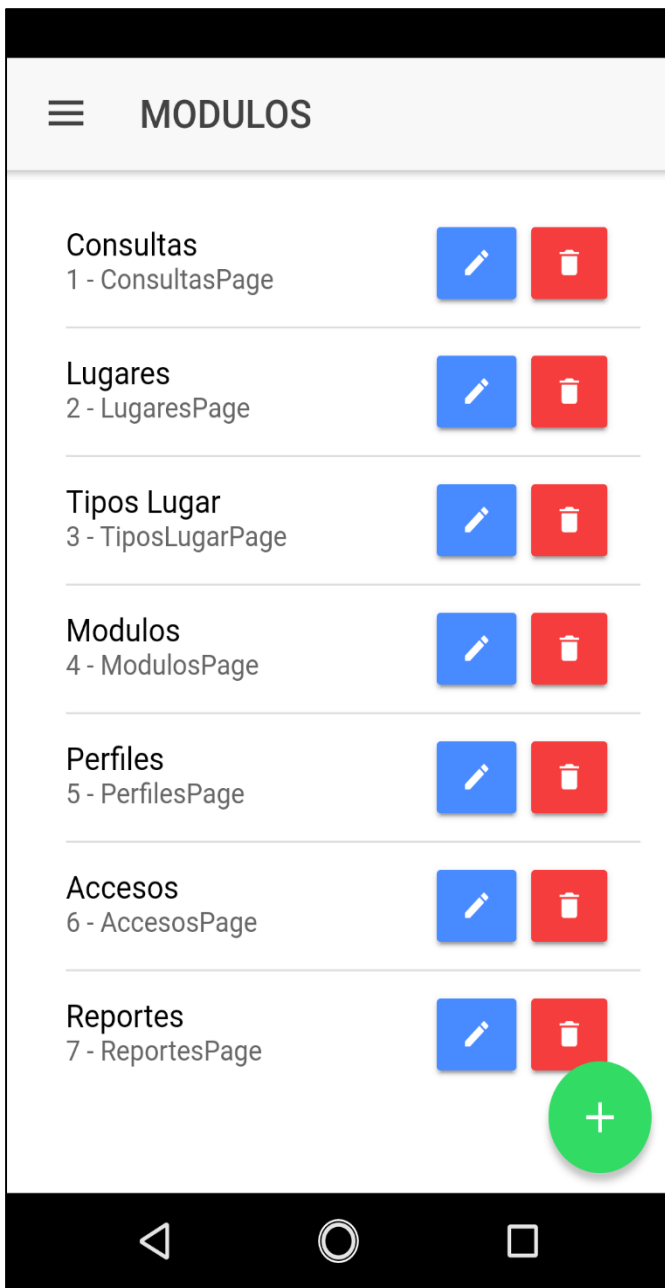 MODULOS
Consultas
1 - ConsultasPage
Lugares
2 - LugaresPage
Tipos Lugar
3 - TiposLugarPage
Modulos
4 - ModulosPage
Perfiles
5 - PerfilesPage
Accesos
6 - AccesosPage
Reportes
7 - ReportesPage